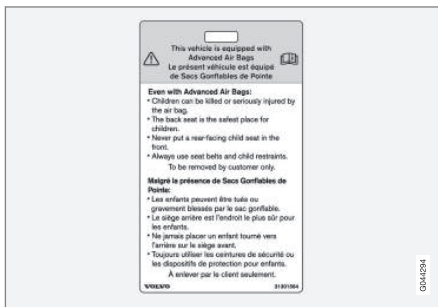 This vehicle is equipped with
Advanced Air Bags
Le présent véhicule est équipé
de Sacs Gonflables de Pointe
Even with Advanced Air Bags:
• Children can be killed or seriously injured by
the air bag.
• The back seat is the safest place for
children.
• Never put a rear-facing child seat in the
front.
• Always use seat belts and child restraints.
To be removed by customer only.
Malgré la présence de Sacs Gonflables de
Pointe:
• Les enfants peuvent être tués ou
gravement blessés par le sac gonflable.
• Le siège arrière est l'endroit le plus sûr pour
les enfants.
• Ne jamais placer un enfant tourné vers
l'arrière sur le siège avant.
• Toujours utiliser les ceintures de sécurité ou
les dispositifs de protection pour enfants.
À enlever par le client seulement.
VOLVO
G044294